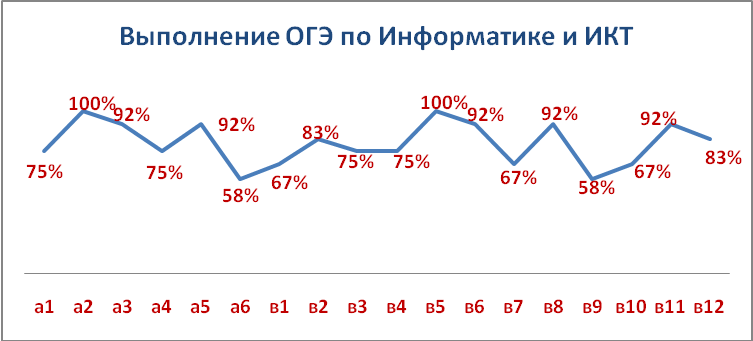 Выполнение ОГЭ по Информатике и ИКТ
75% 100% 92% 75% 92% 58% 67% 83% 75% 75% 100% 92% 67% 92% 58% 67% 92% 83%
а1 а2 а3 а4 а5 а6 в1 в2 в3 в4 в5 в6 в7 в8 в9 в10 в11 в12